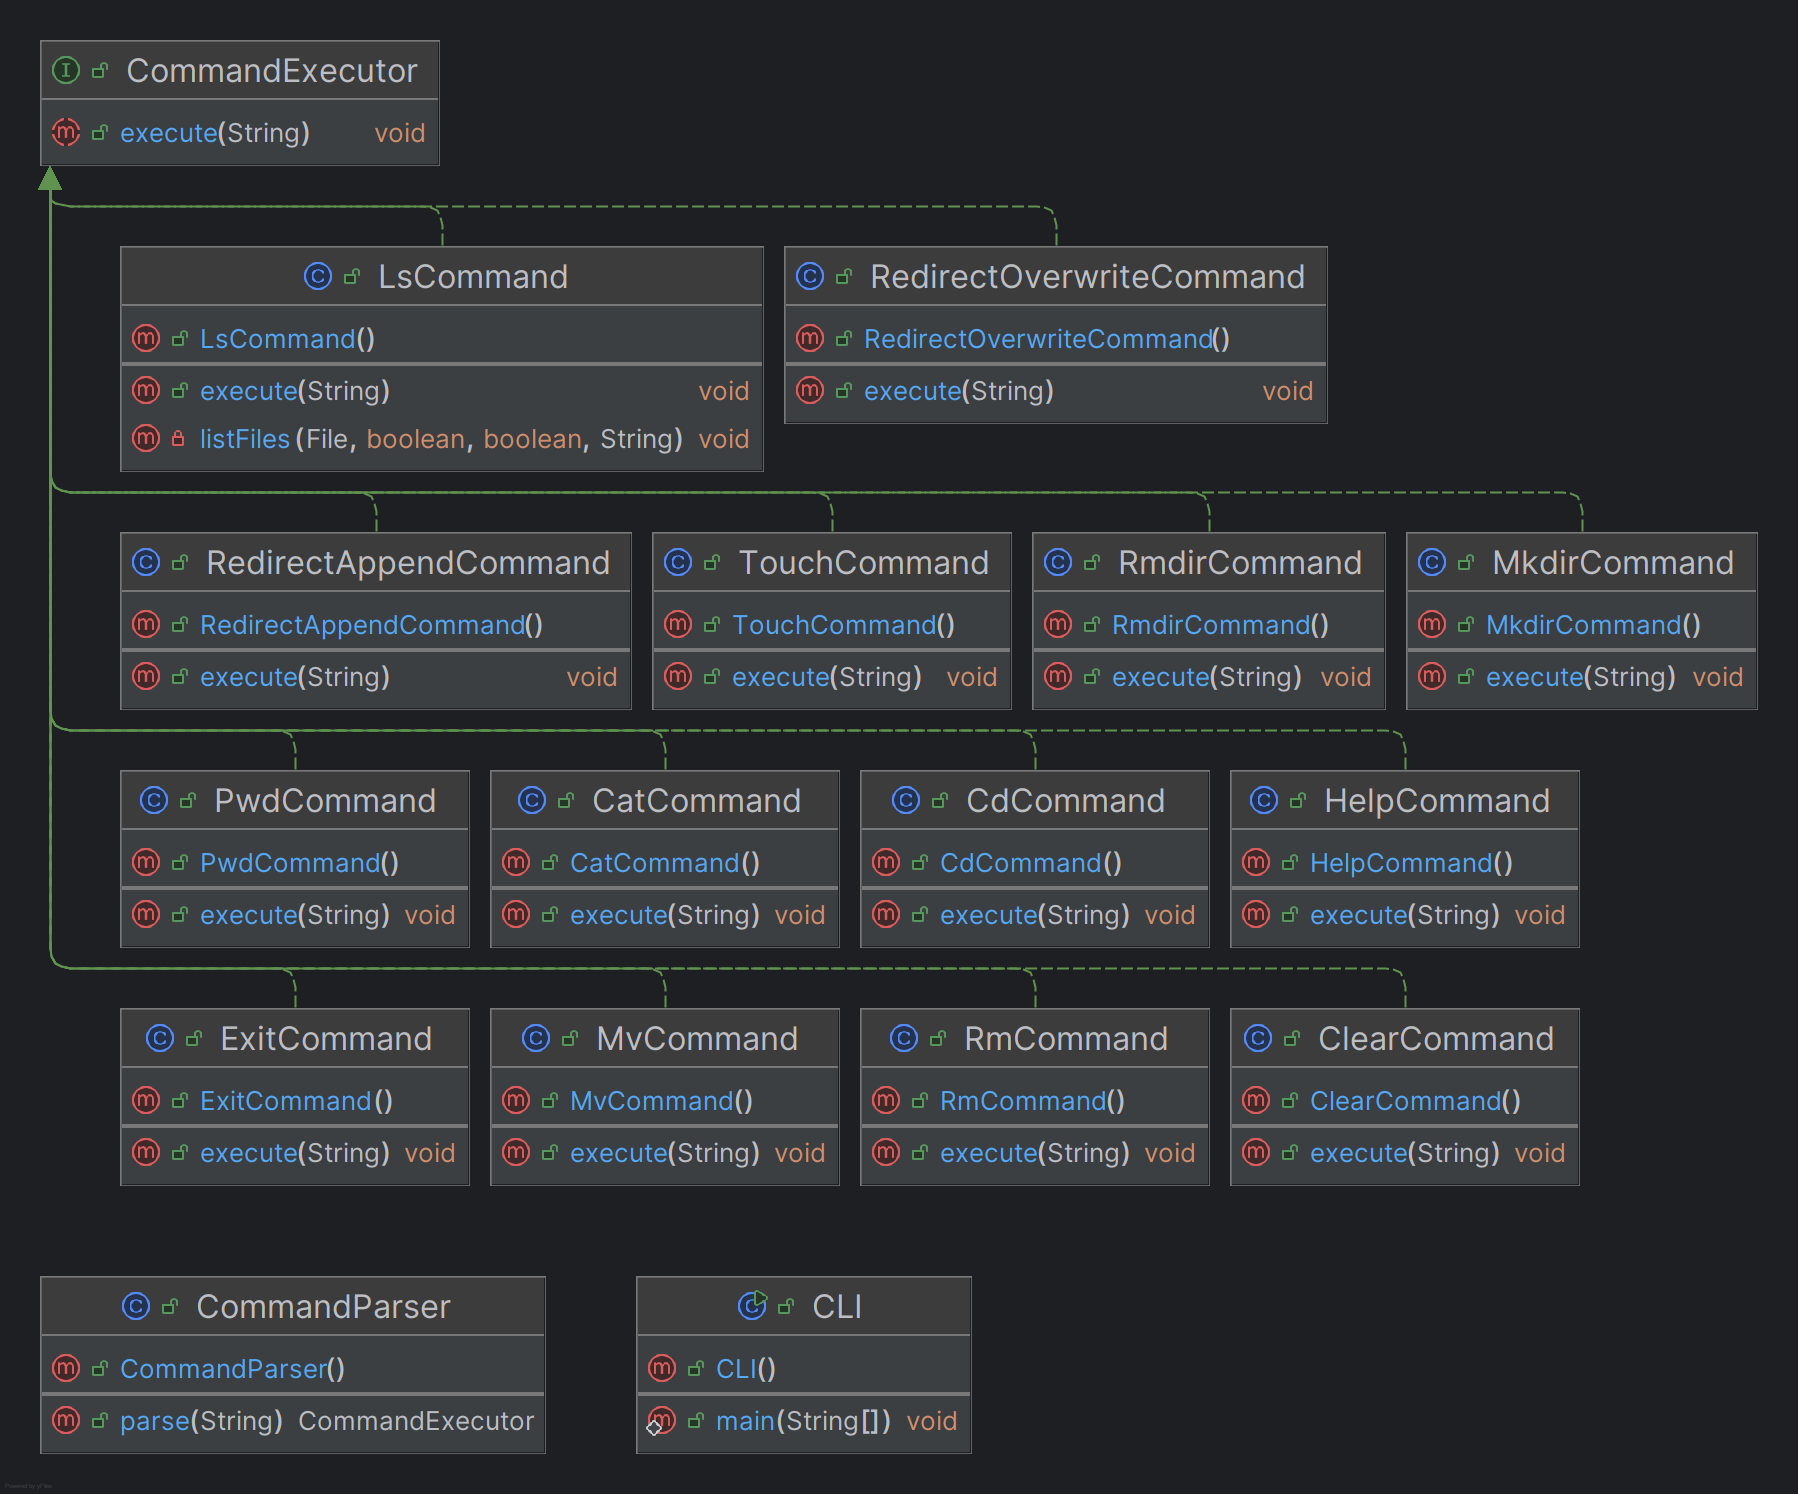 CommandExecutor
execute(String) void
LsCommand
LsCommand()
execute(String) void
listFiles(File, boolean, boolean, String) void
RedirectOverwriteCommand
RedirectOverwriteCommand()
execute(String) void
RedirectAppendCommand
RedirectAppendCommand()
execute(String) void
TouchCommand
TouchCommand()
execute(String) void
RmdirCommand
RmdirCommand()
execute(String) void
MkdirCommand
MkdirCommand()
execute(String) void
PwdCommand
PwdCommand()
execute(String) void
CatCommand
CatCommand()
execute(String) void
CdCommand
CdCommand()
execute(String) void
HelpCommand
HelpCommand()
execute(String) void
ExitCommand
ExitCommand()
execute(String) void
MvCommand
MvCommand()
execute(String) void
RmCommand
RmCommand()
execute(String) void
ClearCommand
ClearCommand()
execute(String) void
CommandParser
CommandParser()
parse(String) CommandExecutor
CLI
CLI()
main(String[]) void
Powered by yFiles